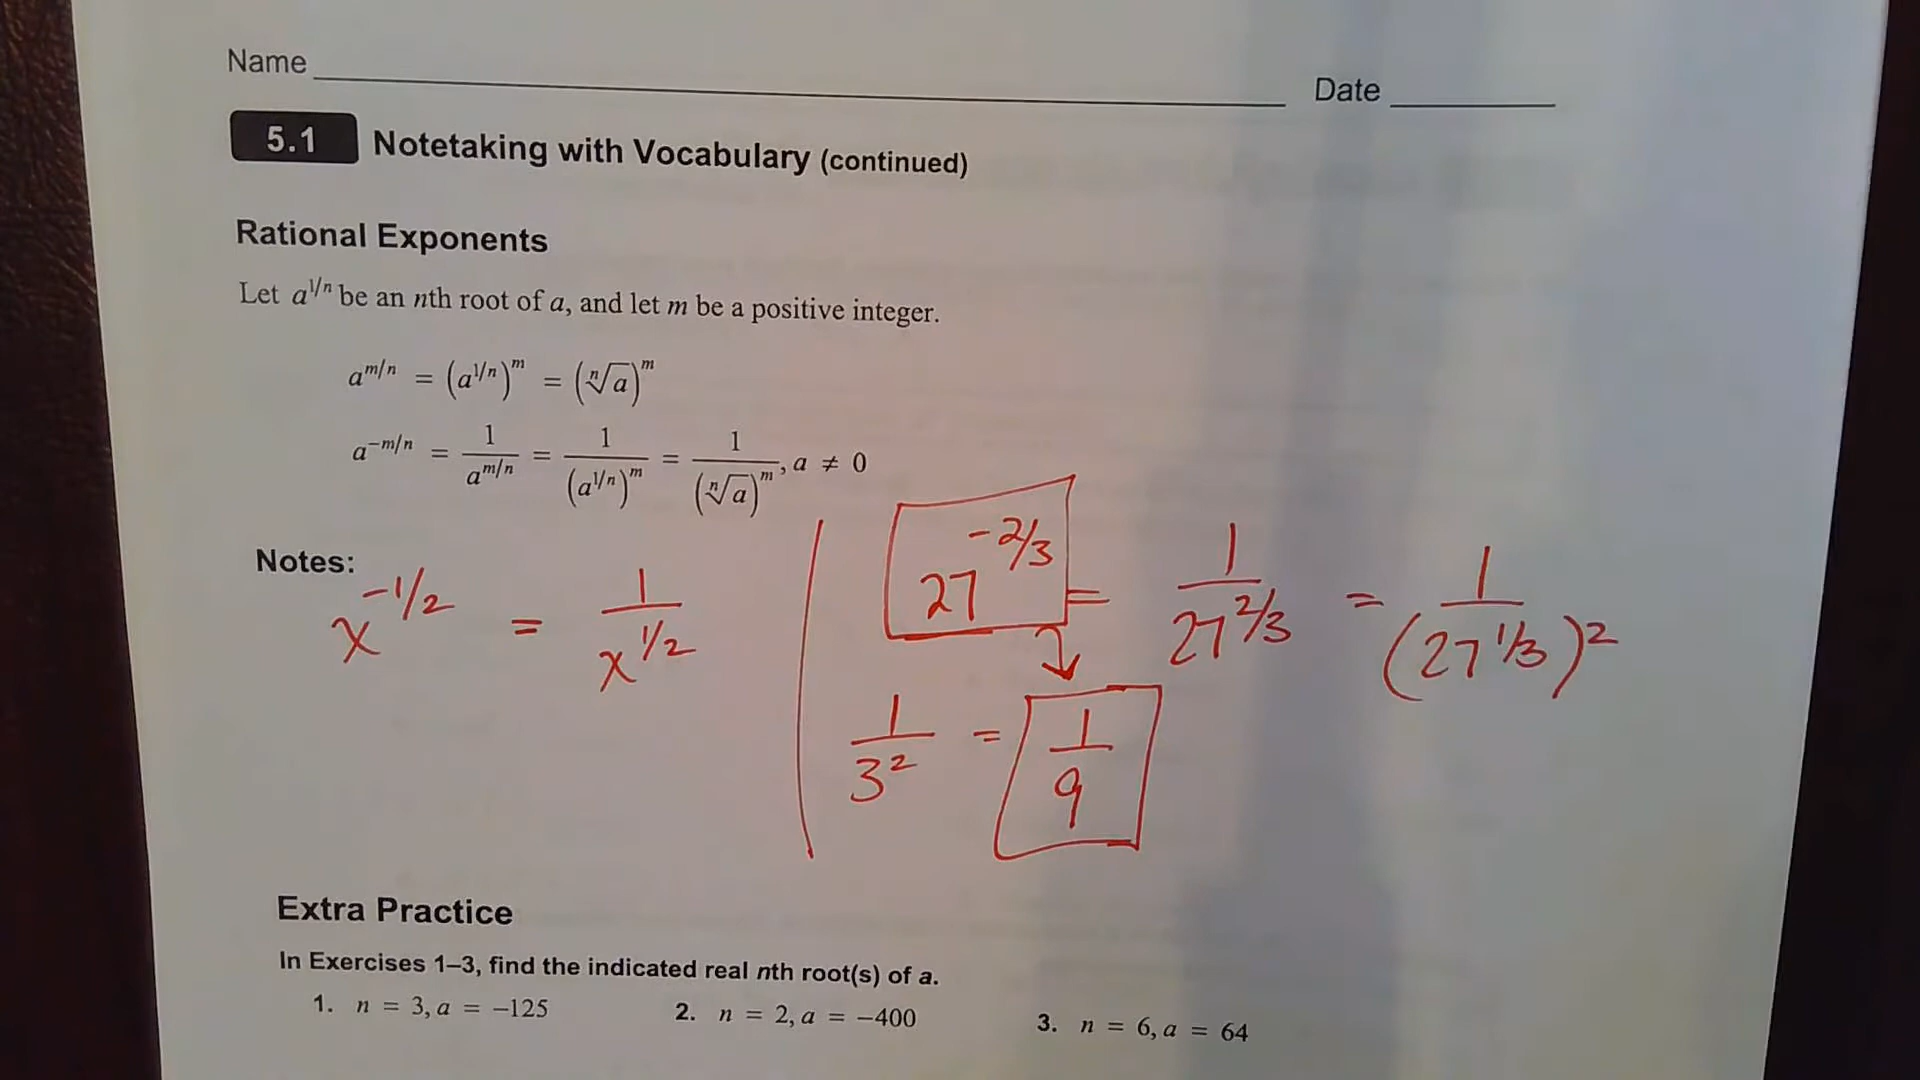 Name
Date
5.1 Notetaking with Vocabulary (continued)
Rational Exponents
Let a^{1/n} be an nth root of a, and let m be a positive integer.
a^{m/n} = (a^{1/n})^m = (ⁿ√a)^m
a^{-m/n} = 1/a^{m/n} = 1/(a^{1/n})^m = 1/(ⁿ√a)^m, a ≠ 0
Notes:
x^{-1/2} = 1/x^{1/2}
27^{-2/3} = 1/27^{2/3} = 1/(27^{1/3})^2
1/3^2 = 1/9
Extra Practice
In Exercises 1–3, find the indicated real nth root(s) of a.
1. n = 3, a = −125 2. n = 2, a = −400 3. n = 6, a = 64